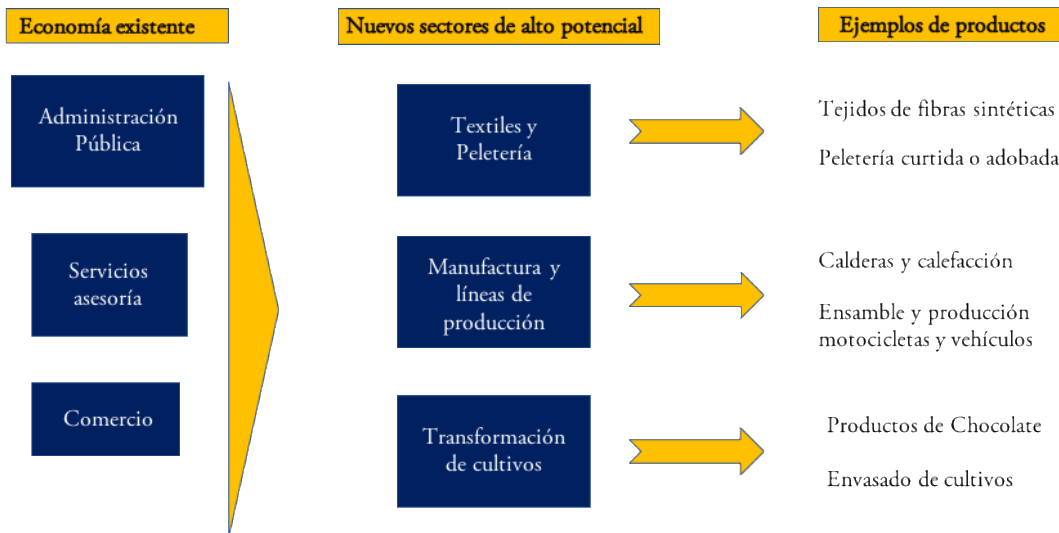 Economía existente
Nuevos sectores de alto potencial
Ejemplos de productos
Administración
Pública
Servicios
asesoría
Comercio
Textiles y
Peletería
Manufactura y
líneas de
producción
Transformación
de cultivos
Tejidos de fibras sintéticas
Peletería curtida o adobada
Calderas y calefacción
Ensamble y producción
motocicletas y vehículos
Productos de Chocolate
Envasado de cultivos